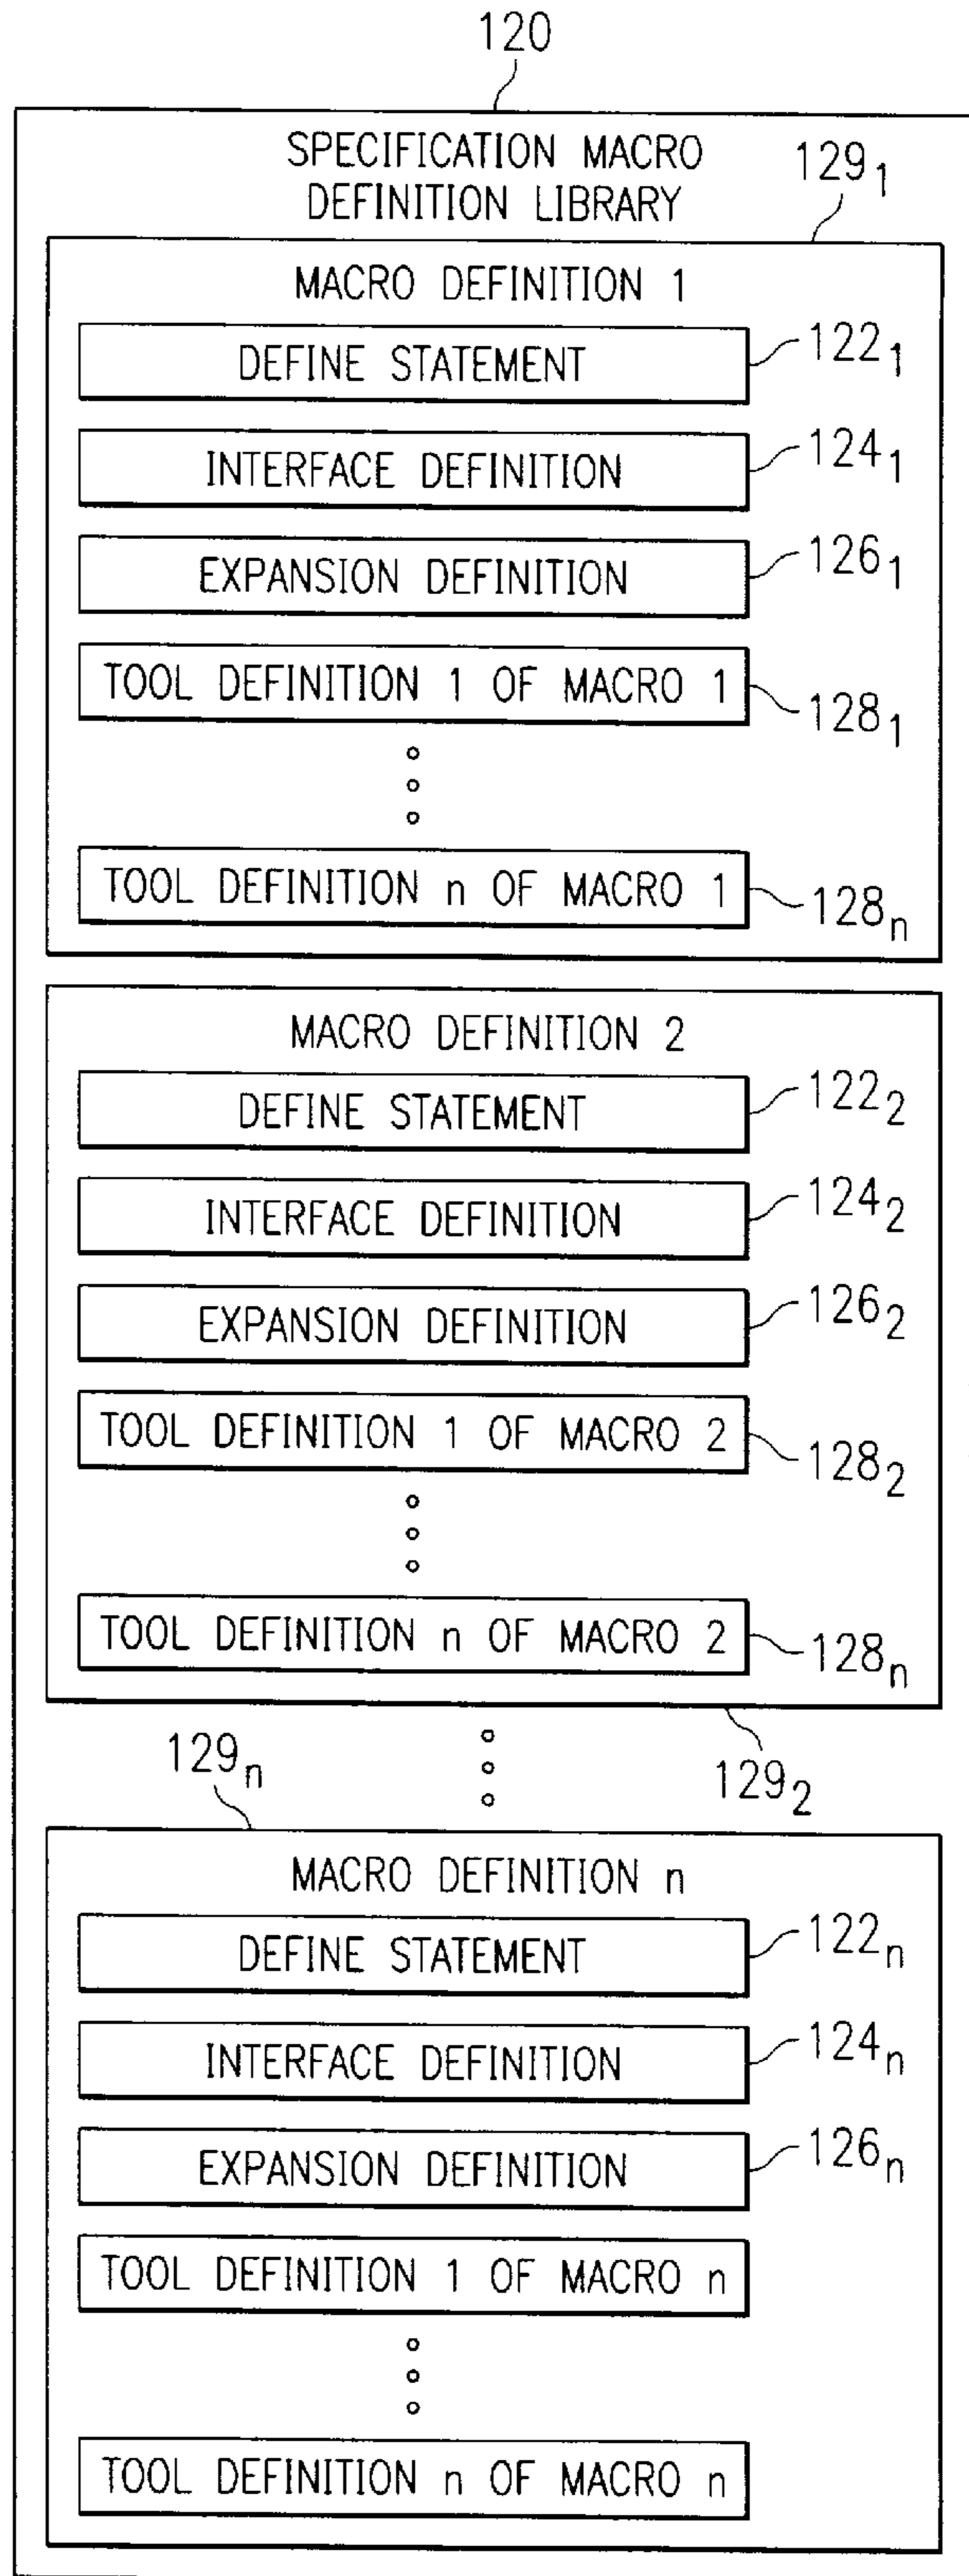 120
SPECIFICATION MACRO
DEFINITION LIBRARY
129₁
MACRO DEFINITION 1
DEFINE STATEMENT
122₁
INTERFACE DEFINITION
124₁
EXPANSION DEFINITION
126₁
TOOL DEFINITION 1 OF MACRO 1
128₁
TOOL DEFINITION n OF MACRO 1
128ₙ
MACRO DEFINITION 2
DEFINE STATEMENT
122₂
INTERFACE DEFINITION
124₂
EXPANSION DEFINITION
126₂
TOOL DEFINITION 1 OF MACRO 2
128₂
TOOL DEFINITION n OF MACRO 2
128ₙ
129ₙ
129₂
MACRO DEFINITION n
DEFINE STATEMENT
122ₙ
INTERFACE DEFINITION
124ₙ
EXPANSION DEFINITION
126ₙ
TOOL DEFINITION 1 OF MACRO n
TOOL DEFINITION n OF MACRO n